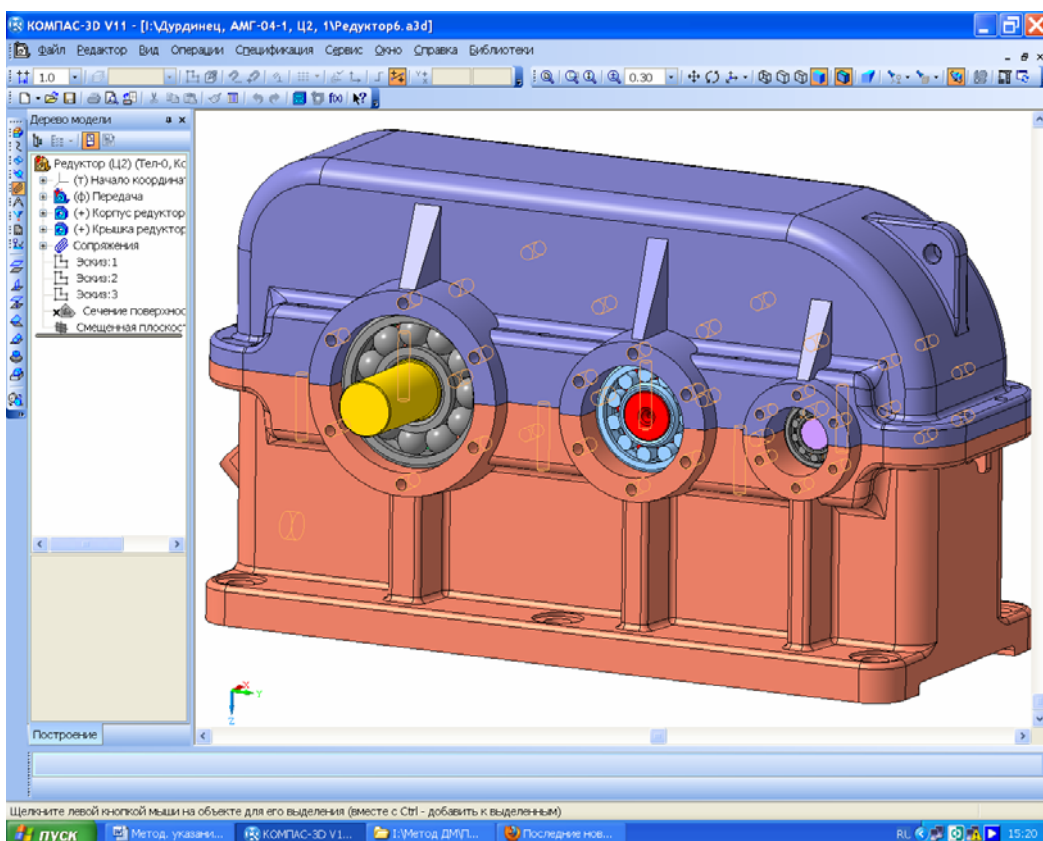 КОМПАС-3D V11 - [I:\Дурдинец, АМГ-04-1, Ц2, 1\Редуктор6.a3d]
Файл Редактор Вид Операции Спецификация Сервис Окно Справка Библиотеки
1.0
0.30
f(x)
Дерево модели
Редуктор (Ц2) (Тел-0, Кс
(т) Начало координат
(ф) Передача
(+) Корпус редуктор
(+) Крышка редуктор
Сопряжения
Эскиз:1
Эскиз:2
Эскиз:3
Сечение поверхнос
Смещенная плоскост
X
Y
Z
Построение
Щелкните левой кнопкой мыши на объекте для его выделения (вместе с Ctrl - добавить к выделенным)
пуск
Метод. указани...
КОМПАС-3D V1...
I:\Метод ДМ\П...
Последние нов...
RL
15:20